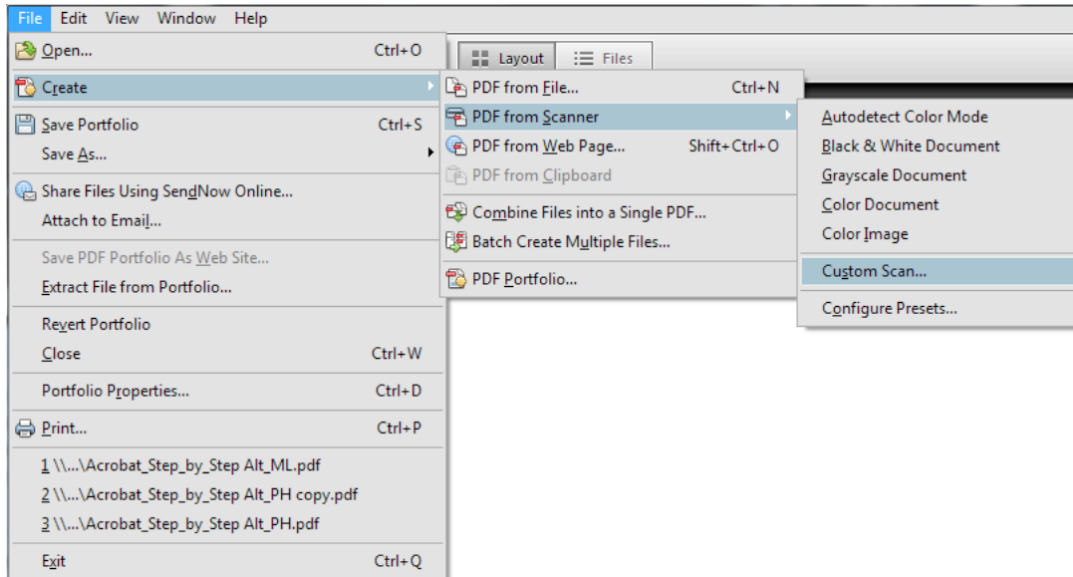 File Edit View Window Help
Open... Ctrl+O
Create
Save Portfolio Ctrl+S
Save As...
Share Files Using SendNow Online...
Attach to Email...
Save PDF Portfolio As Web Site...
Extract File from Portfolio...
Revert Portfolio
Close Ctrl+W
Portfolio Properties... Ctrl+D
Print... Ctrl+P
1 \\...\Acrobat_Step_by_Step Alt_ML.pdf
2 \\...\Acrobat_Step_by_Step Alt_PH copy.pdf
3 \\...\Acrobat_Step_by_Step Alt_PH.pdf
Exit Ctrl+Q
Layout Files
PDF from File... Ctrl+N
PDF from Scanner
PDF from Web Page... Shift+Ctrl+O
PDF from Clipboard
Combine Files into a Single PDF...
Batch Create Multiple Files...
PDF Portfolio...
Autodetect Color Mode
Black & White Document
Grayscale Document
Color Document
Color Image
Custom Scan...
Configure Presets...